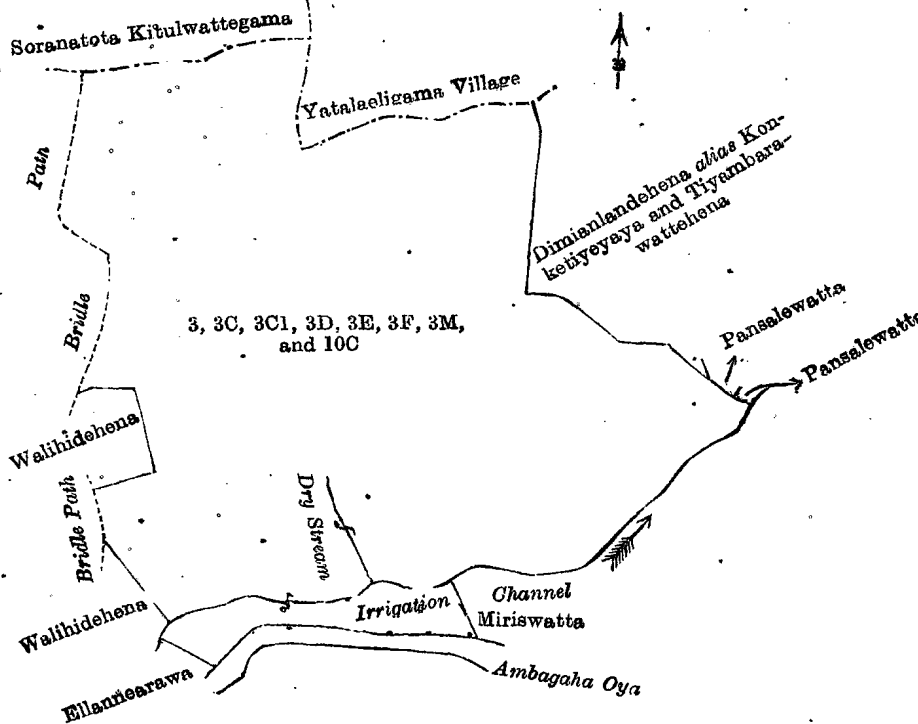 Soranatota Kitulwattegama
Yatalaeligama Village
Path
Dimianlandehena alias Kon-
ketiyeyaya and Tiyambara-
wattehena
Bridle
3, 3C, 3C1, 3D, 3E, 3F, 3M,
and 10C
Pansalewatta
Pansalewatta
Walihidehena
Bridle Path
Dry Stream
Irrigation Channel
Miriswatta
Walihidehena
Ellannearawa
Ambagaha Oya